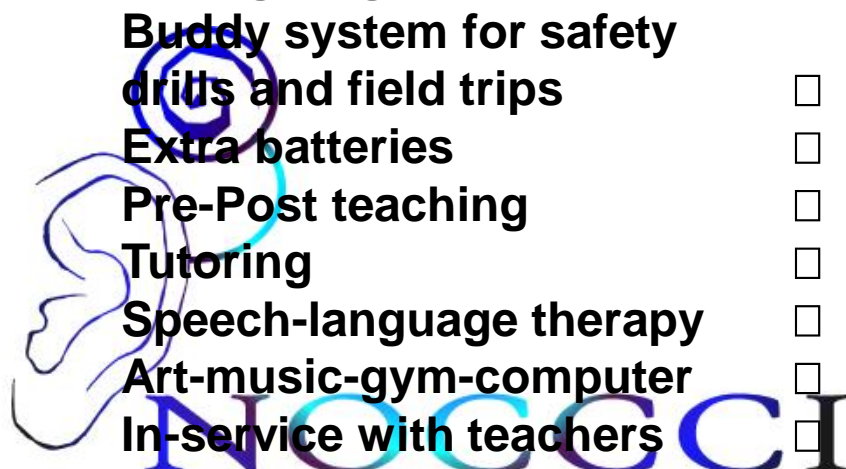 Buddy system for safety
drills and field trips □
Extra batteries □
Pre-Post teaching □
Tutoring □
Speech-language therapy □
Art-music-gym-computer □
In-service with teachers □
NOCCCI